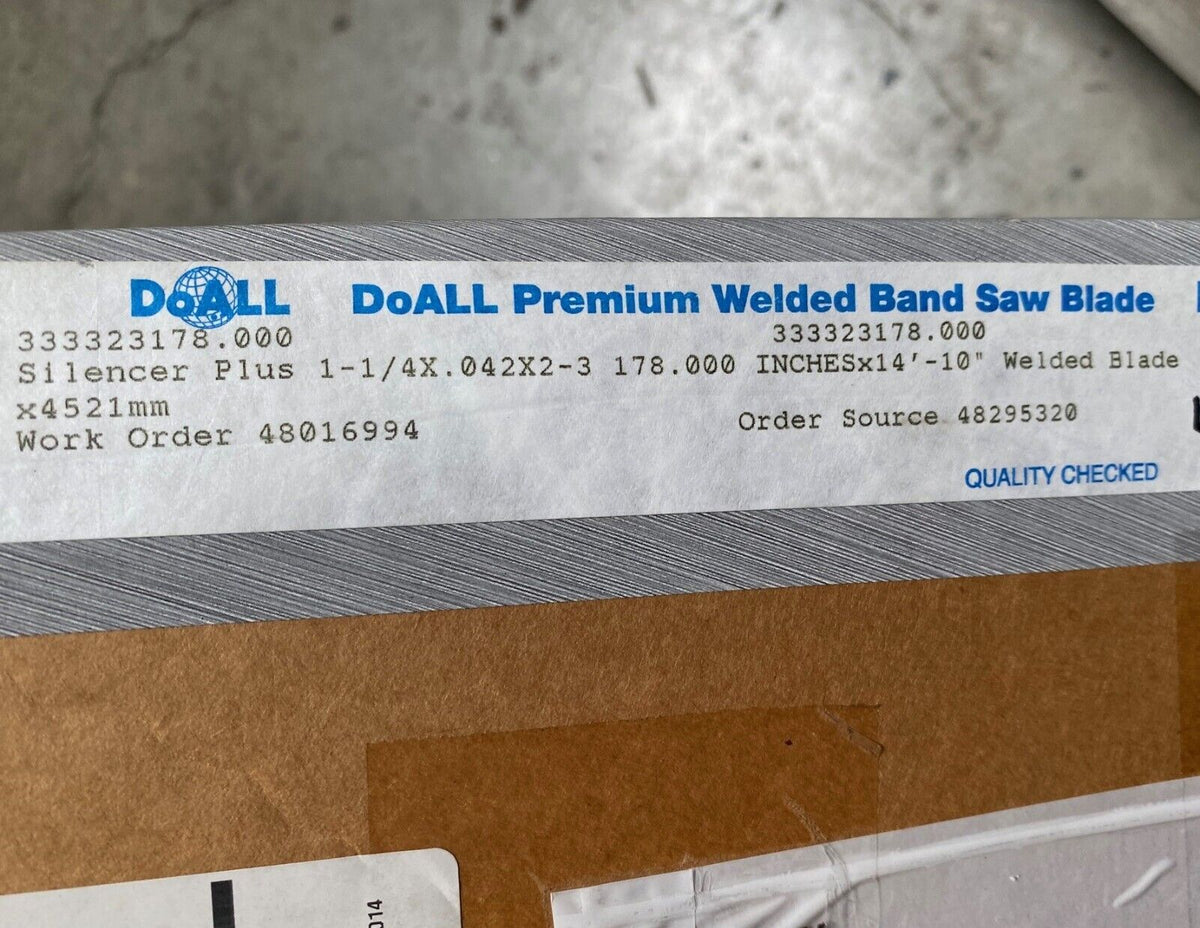 DoALL DoALL Premium Welded Band Saw Blade
333323178.000 333323178.000
Silencer Plus 1-1/4X.042X2-3 178.000 INCHESx14'-10" Welded Blade
x4521mm
Work Order 48016994 Order Source 48295320
QUALITY CHECKED
014